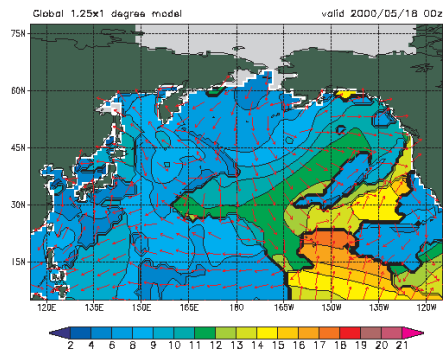 Global 1.25x1 degree model valid 2000/05/18 00z
75N
60N
45N
30N
15N
120E 135E 150E 165E 180 165W 150W 135W 120W
2 4 6 8 9 10 11 12 13 14 15 16 17 18 19 20 21